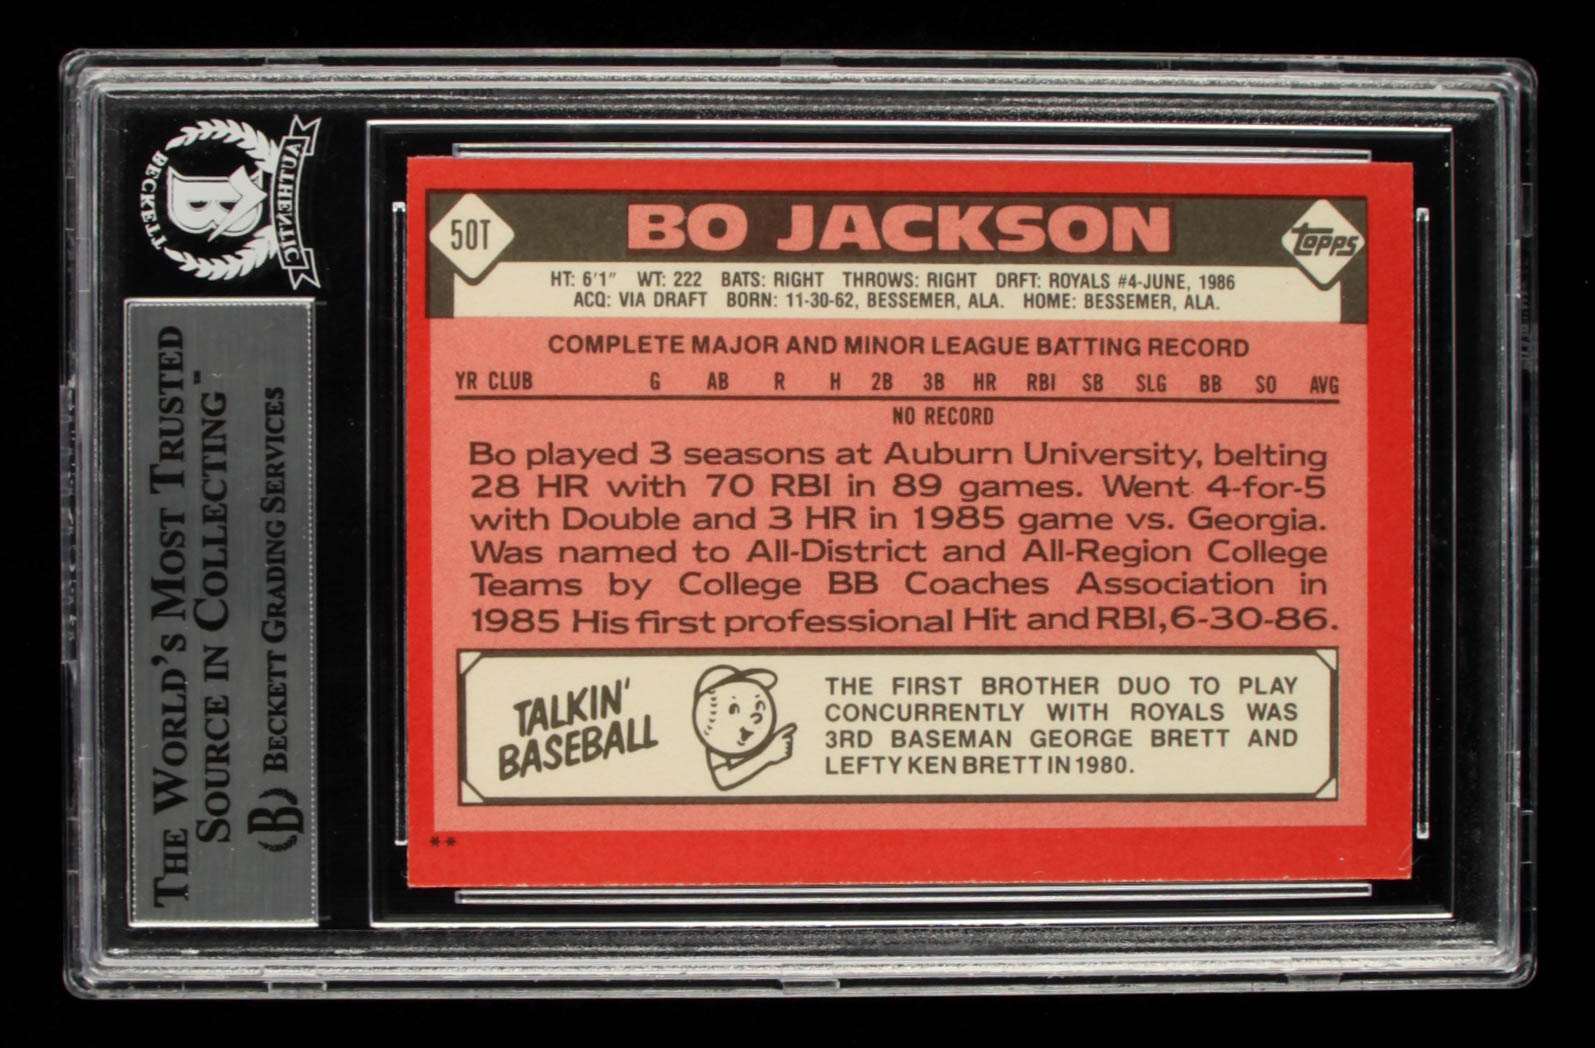 BECKETT
B
AUTHENTIC
THE WORLD'S MOST TRUSTED
SOURCE IN COLLECTING™
B BECKETT GRADING SERVICES
50T
BO JACKSON
TOPPS
HT: 6'1" WT: 222 BATS: RIGHT THROWS: RIGHT DRFT: ROYALS #4-JUNE, 1986
ACQ: VIA DRAFT BORN: 11-30-62, BESSEMER, ALA. HOME: BESSEMER, ALA.
COMPLETE MAJOR AND MINOR LEAGUE BATTING RECORD
YR CLUB G AB R H 2B 3B HR RBI SB SLG BB SO AVG
NO RECORD
Bo played 3 seasons at Auburn University, belting
28 HR with 70 RBI in 89 games. Went 4-for-5
with Double and 3 HR in 1985 game vs. Georgia.
Was named to All-District and All-Region College
Teams by College BB Coaches Association in
1985 His first professional Hit and RBI, 6-30-86.
TALKIN'
BASEBALL
THE FIRST BROTHER DUO TO PLAY
CONCURRENTLY WITH ROYALS WAS
3RD BASEMAN GEORGE BRETT AND
LEFTY KEN BRETT IN 1980.
**